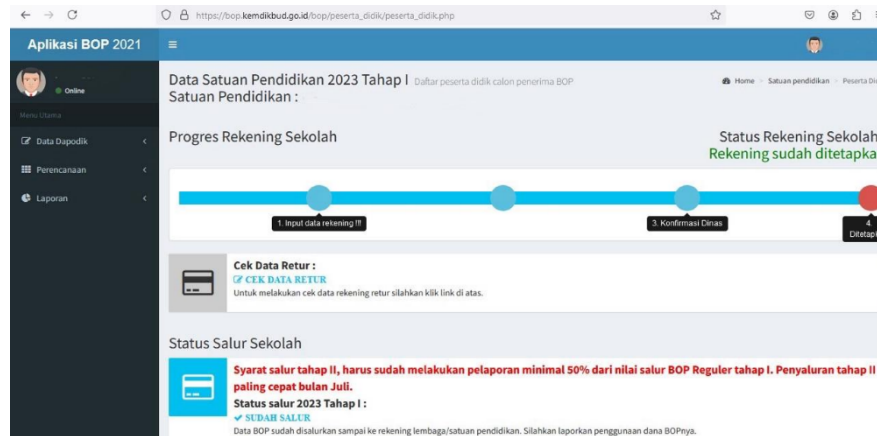 https://bop.kemdikbud.go.id/bop/peserta_didik/peserta_didik.php
Aplikasi BOP 2021
Online
Menu Utama
Data Dapodik
Perencanaan
Laporan
Data Satuan Pendidikan 2023 Tahap I Daftar peserta didik calon penerima BOP
Satuan Pendidikan :
Home > Satuan pendidikan > Peserta Di
Progres Rekening Sekolah
Status Rekening Sekolah
Rekening sudah ditetapka
1. Input data rekening !!!
3. Konfirmasi Dinas
4.
Ditetap
Cek Data Retur :
CEK DATA RETUR
Untuk melakukan cek data rekening retur silahkan klik link di atas.
Status Salur Sekolah
Syarat salur tahap II, harus sudah melakukan pelaporan minimal 50% dari nilai salur BOP Reguler tahap I. Penyaluran tahap II
paling cepat bulan Juli.
Status salur 2023 Tahap I :
SUDAH SALUR
Data BOP sudah disalurkan sampai ke rekening lembaga/satuan pendidikan. Silahkan laporkan penggunaan dana BOPnya.